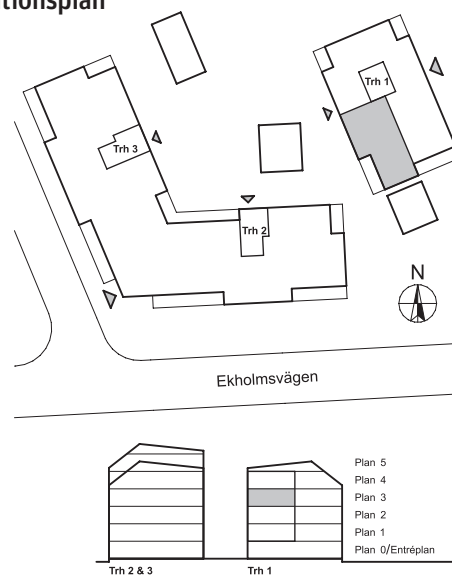 tionsplan
Trh 1
Trh 3
Trh 2
N
Ekholmsvägen
Plan 5
Plan 4
Plan 3
Plan 2
Plan 1
Plan 0/Entréplan
Trh 2 & 3
Trh 1